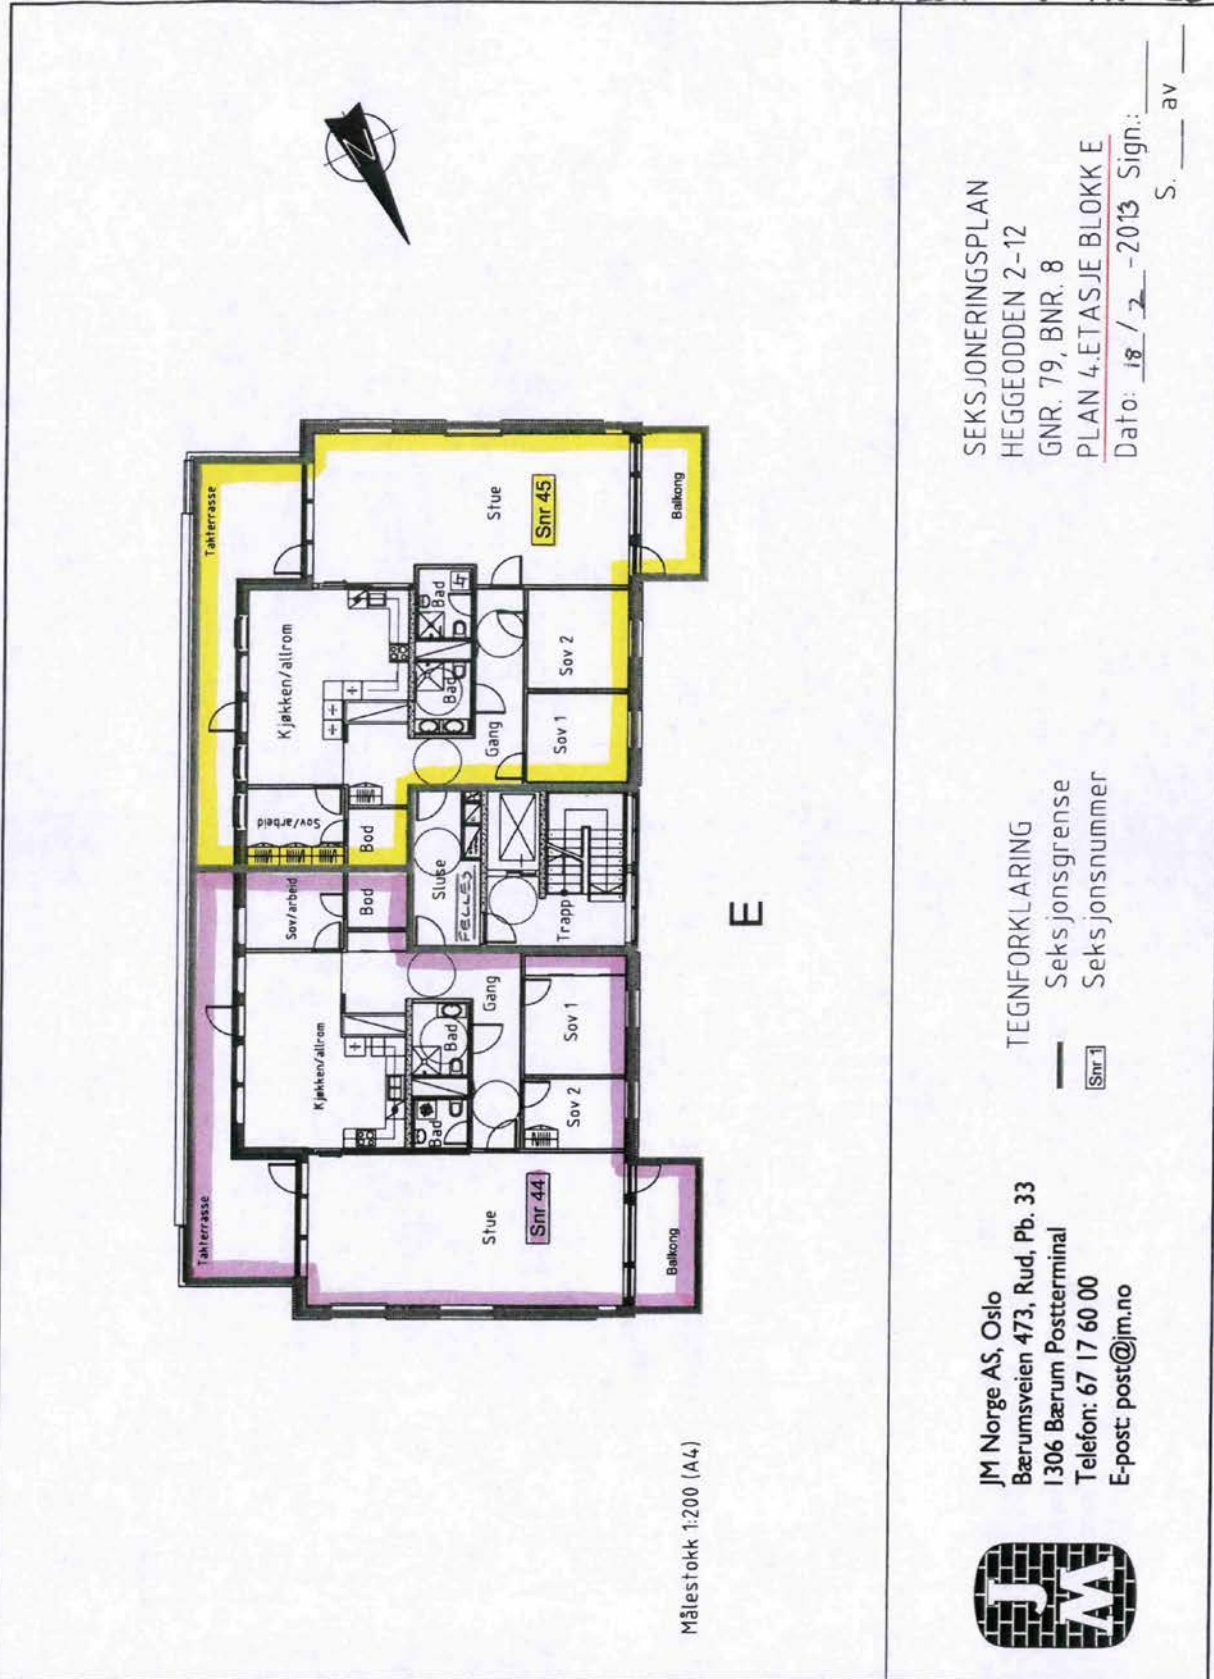 Takterrasse
Takterrasse
Kjøkken/allrom
Sov/arbeid
Sov/arbeid
Kjøkken/allrom
Bod
Bod
Bad
Bad
Sluse
FELLES
Bad
Bad
Stue
Snr 44
Gang
Gang
Stue
Snr 45
Sov 2
Sov 1
Trapp
Sov 1
Sov 2
Balkong
Balkong
N
E
Målestokk 1:200 (A4)
JM
JM Norge AS, Oslo
Bærumsveien 473, Rud, Pb. 33
1306 Bærum Postterminal
Telefon: 67 17 60 00
E-post: post@jm.no
TEGNFORKLARING
Seksjonsgrense
Snr 1 Seksjonsnummer
SEKSJONERINGSPLAN
HEGGEODDEN 2-12
GNR. 79, BNR. 8
PLAN 4.ETASJE BLOKK E
Dato: 18 / 2 -2013 Sign.: ____
S. ___ av ___